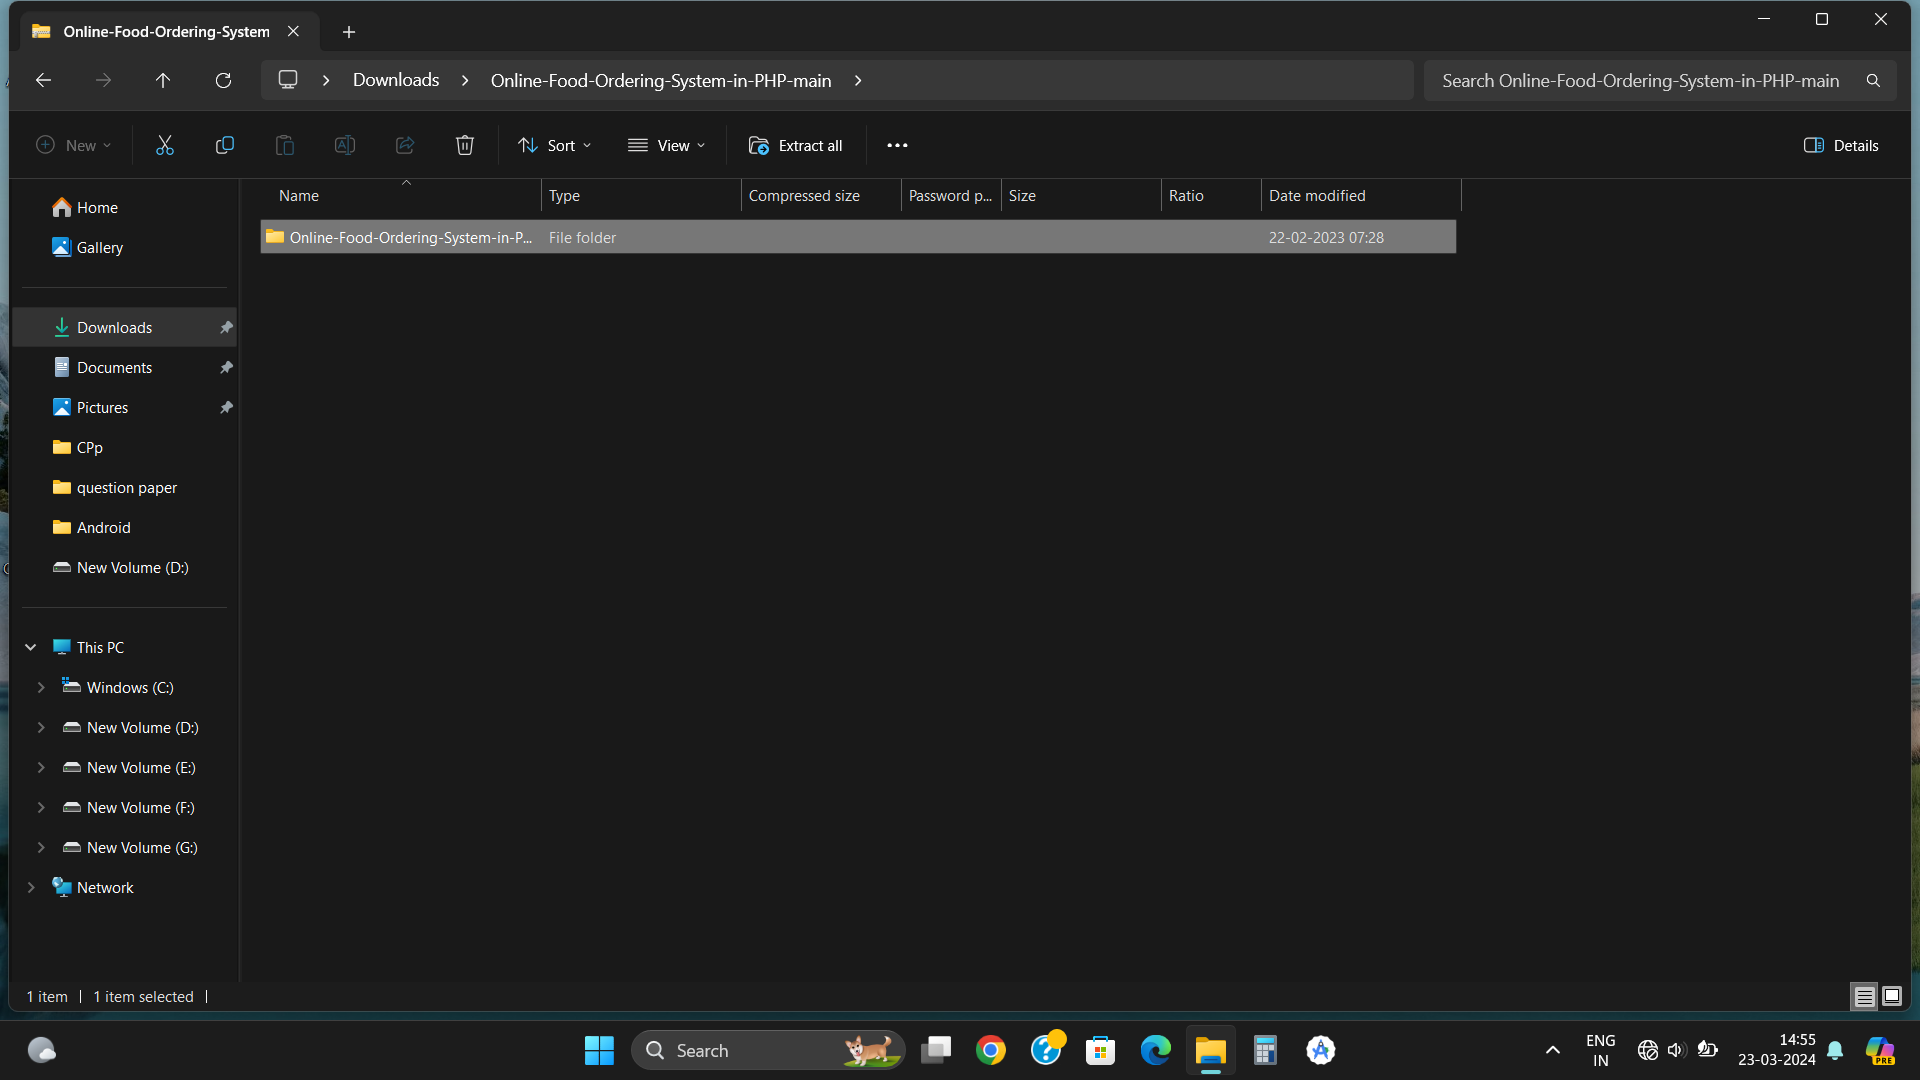 Online-Food-Ordering-System
Downloads
Online-Food-Ordering-System-in-PHP-main
Search Online-Food-Ordering-System-in-PHP-main
New
Sort
View
Extract all
Details
Name
Type
Compressed size
Password p...
Size
Ratio
Date modified
Online-Food-Ordering-System-in-P...
File folder
22-02-2023 07:28
Home
Gallery
Downloads
Documents
Pictures
CPp
question paper
Android
New Volume (D:)
This PC
Windows (C:)
New Volume (D:)
New Volume (E:)
New Volume (F:)
New Volume (G:)
Network
1 item
1 item selected
Search
ENG
IN
14:55
23-03-2024
PRE